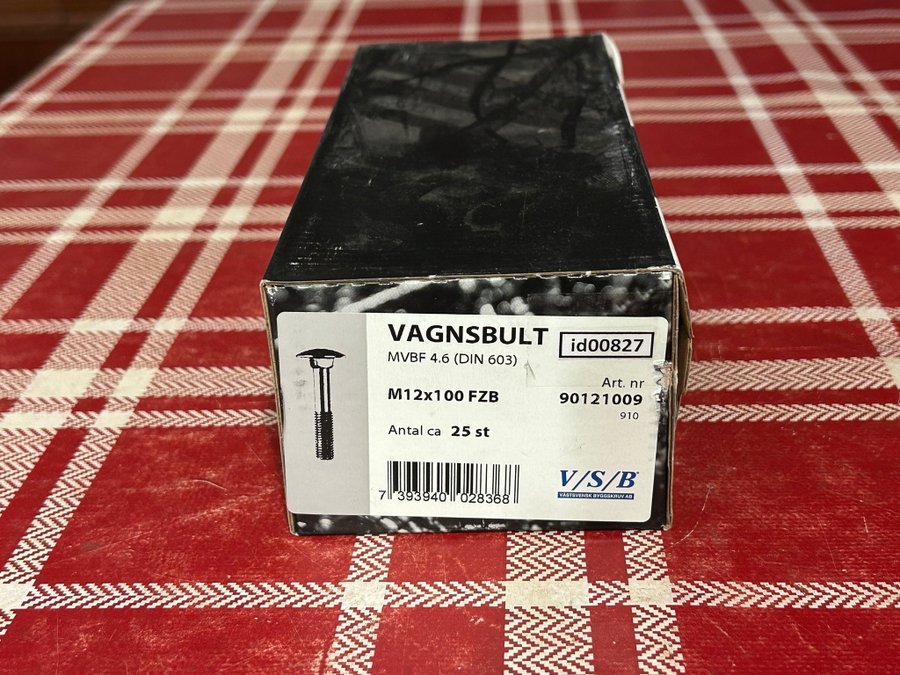 VAGNSBULT
id00827
MVBF 4.6 (DIN 603)
Art. nr
M12x100 FZB
90121009
910
Antal ca 25 st
V/S/B®
VÄSTSVENSK BYGGSKRUV AB
7 393940 028368